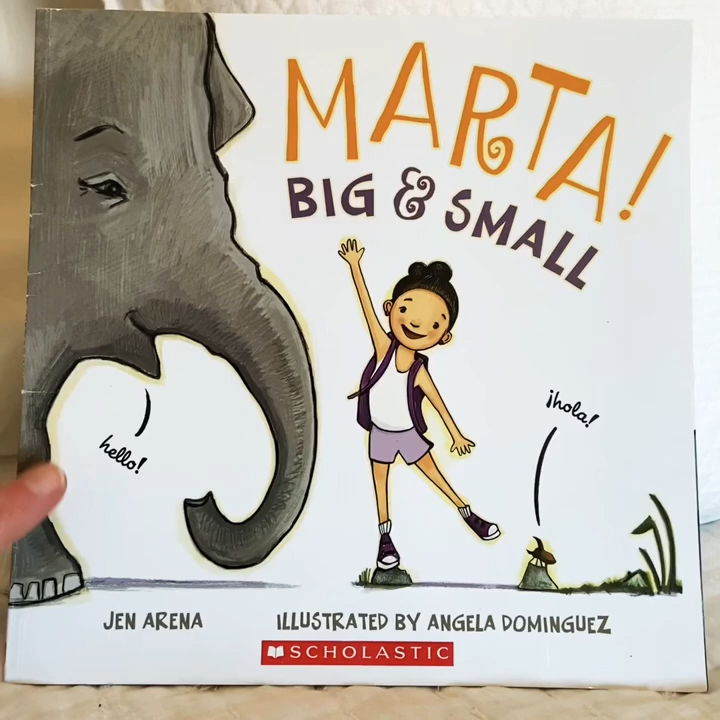 MARTA!
BIG & SMALL
hello!
¡hola!
JEN ARENA
ILLUSTRATED BY ANGELA DOMINGUEZ
SCHOLASTIC